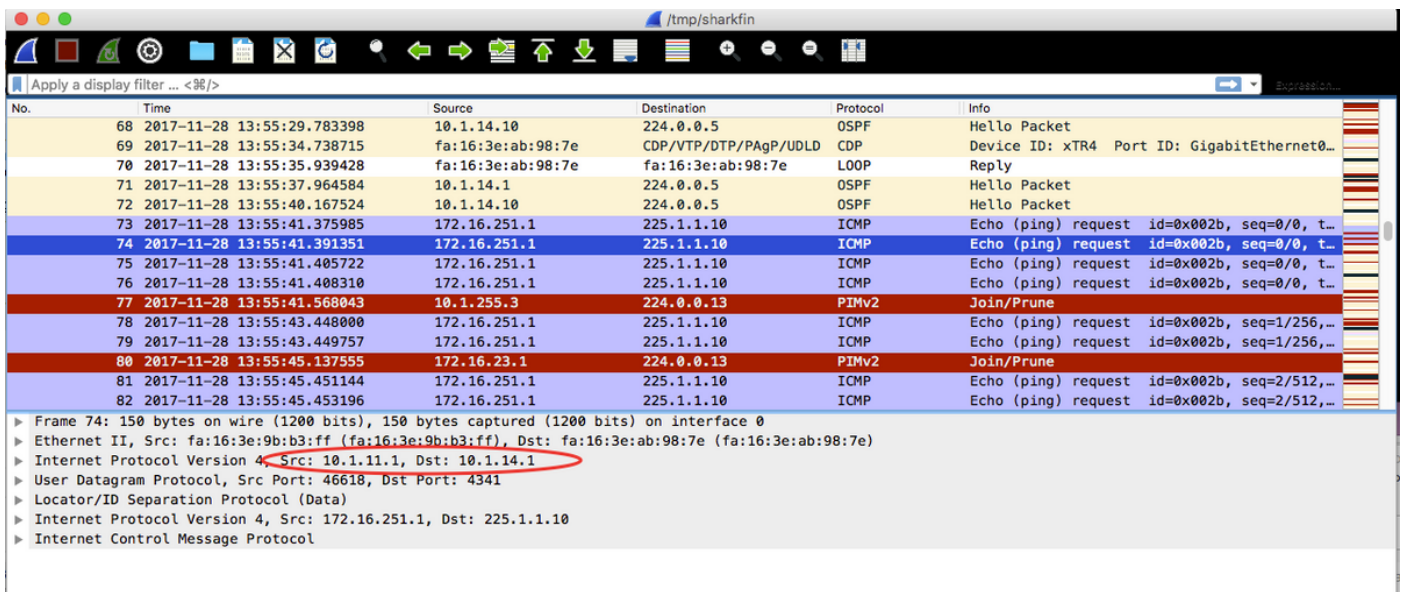 /tmp/sharkfin
Apply a display filter ... <⌘/>
Expression...
No. Time Source Destination Protocol Info
68 2017-11-28 13:55:29.783398 10.1.14.10 224.0.0.5 OSPF Hello Packet
69 2017-11-28 13:55:34.738715 fa:16:3e:ab:98:7e CDP/VTP/DTP/PAgP/UDLD CDP Device ID: xTR4 Port ID: GigabitEthernet0…
70 2017-11-28 13:55:35.939428 fa:16:3e:ab:98:7e fa:16:3e:ab:98:7e LOOP Reply
71 2017-11-28 13:55:37.964584 10.1.14.1 224.0.0.5 OSPF Hello Packet
72 2017-11-28 13:55:40.167524 10.1.14.10 224.0.0.5 OSPF Hello Packet
73 2017-11-28 13:55:41.375985 172.16.251.1 225.1.1.10 ICMP Echo (ping) request id=0x002b, seq=0/0, t…
74 2017-11-28 13:55:41.391351 172.16.251.1 225.1.1.10 ICMP Echo (ping) request id=0x002b, seq=0/0, t…
75 2017-11-28 13:55:41.405722 172.16.251.1 225.1.1.10 ICMP Echo (ping) request id=0x002b, seq=0/0, t…
76 2017-11-28 13:55:41.408310 172.16.251.1 225.1.1.10 ICMP Echo (ping) request id=0x002b, seq=0/0, t…
77 2017-11-28 13:55:41.568043 10.1.255.3 224.0.0.13 PIMv2 Join/Prune
78 2017-11-28 13:55:43.448000 172.16.251.1 225.1.1.10 ICMP Echo (ping) request id=0x002b, seq=1/256,…
79 2017-11-28 13:55:43.449757 172.16.251.1 225.1.1.10 ICMP Echo (ping) request id=0x002b, seq=1/256,…
80 2017-11-28 13:55:45.137555 172.16.23.1 224.0.0.13 PIMv2 Join/Prune
81 2017-11-28 13:55:45.451144 172.16.251.1 225.1.1.10 ICMP Echo (ping) request id=0x002b, seq=2/512,…
82 2017-11-28 13:55:45.453196 172.16.251.1 225.1.1.10 ICMP Echo (ping) request id=0x002b, seq=2/512,…
Frame 74: 150 bytes on wire (1200 bits), 150 bytes captured (1200 bits) on interface 0
Ethernet II, Src: fa:16:3e:9b:b3:ff (fa:16:3e:9b:b3:ff), Dst: fa:16:3e:ab:98:7e (fa:16:3e:ab:98:7e)
Internet Protocol Version 4, Src: 10.1.11.1, Dst: 10.1.14.1
User Datagram Protocol, Src Port: 46618, Dst Port: 4341
Locator/ID Separation Protocol (Data)
Internet Protocol Version 4, Src: 172.16.251.1, Dst: 225.1.1.10
Internet Control Message Protocol